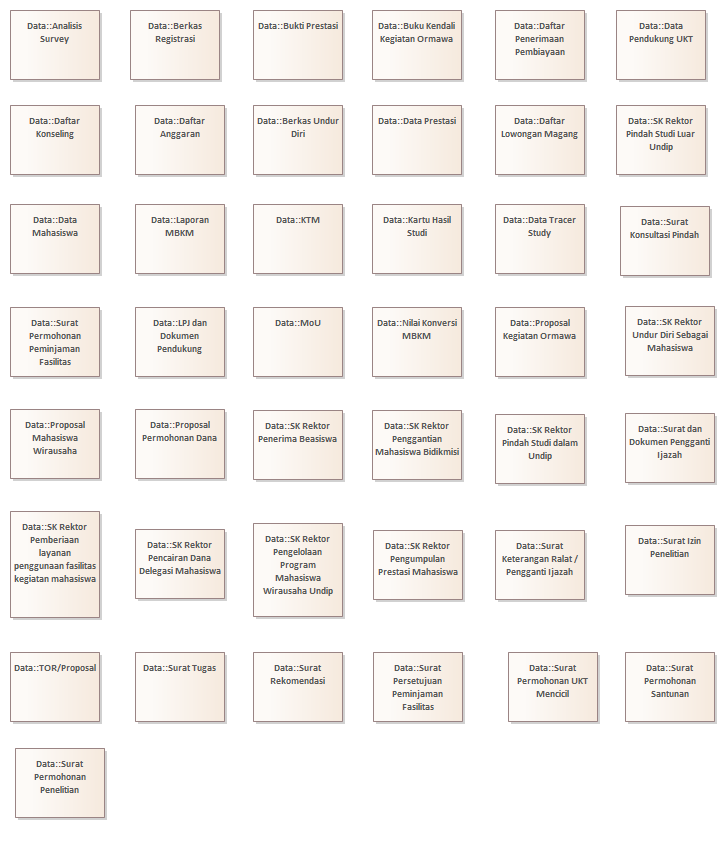 Data::Analisis
Survey
Data::Berkas
Registrasi
Data::Bukti Prestasi
Data::Buku Kendali
Kegiatan Ormawa
Data::Daftar
Penerimaan
Pembiayaan
Data::Data
Pendukung UKT
Data::Daftar
Konseling
Data::Daftar
Anggaran
Data::Berkas Undur
Diri
Data::Data Prestasi
Data::Daftar
Lowongan Magang
Data::SK Rektor
Pindah Studi Luar
Undip
Data::Data
Mahasiswa
Data::Laporan
MBKM
Data::KTM
Data::Kartu Hasil
Studi
Data::Data Tracer
Study
Data::Surat
Konsultasi Pindah
Data::Surat
Permohonan
Peminjaman
Fasilitas
Data::LPJ dan
Dokumen
Pendukung
Data::MoU
Data::Nilai Konversi
MBKM
Data::Proposal
Kegiatan Ormawa
Data::SK Rektor
Undur Diri Sebagai
Mahasiswa
Data::Proposal
Mahasiswa
Wirausaha
Data::Proposal
Permohonan Dana
Data::SK Rektor
Penerima Beasiswa
Data::SK Rektor
Penggantian
Mahasiswa Bidikmisi
Data::SK Rektor
Pindah Studi dalam
Undip
Data::Surat dan
Dokumen Pengganti
Ijazah
Data::SK Rektor
Pemberiaan
layanan
penggunaan fasilitas
kegiatan mahasiswa
Data::SK Rektor
Pencairan Dana
Delegasi Mahasiswa
Data::SK Rektor
Pengelolaan
Program
Mahasiswa
Wirausaha Undip
Data::SK Rektor
Pengumpulan
Prestasi Mahasiswa
Data::Surat
Keterangan Ralat /
Pengganti Ijazah
Data::Surat Izin
Penelitian
Data::TOR/Proposal
Data::Surat Tugas
Data::Surat
Rekomendasi
Data::Surat
Persetujuan
Peminjaman
Fasilitas
Data::Surat
Permohonan UKT
Mencicil
Data::Surat
Permohonan
Santunan
Data::Surat
Permohonan
Penelitian